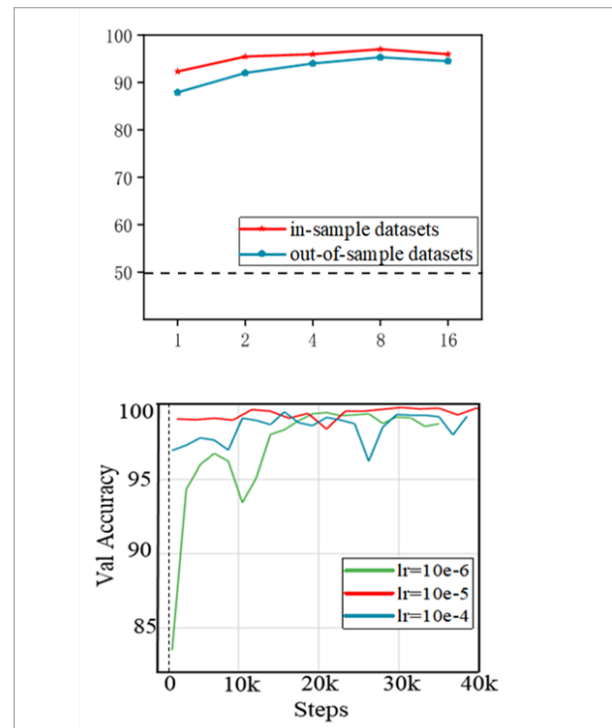 100
90
80
70
60
50
in-sample datasets
out-of-sample datasets
1 2 4 8 16
100
95
90
85
Val Accuracy
lr=10e-6
lr=10e-5
lr=10e-4
0 10k 20k 30k 40k
Steps